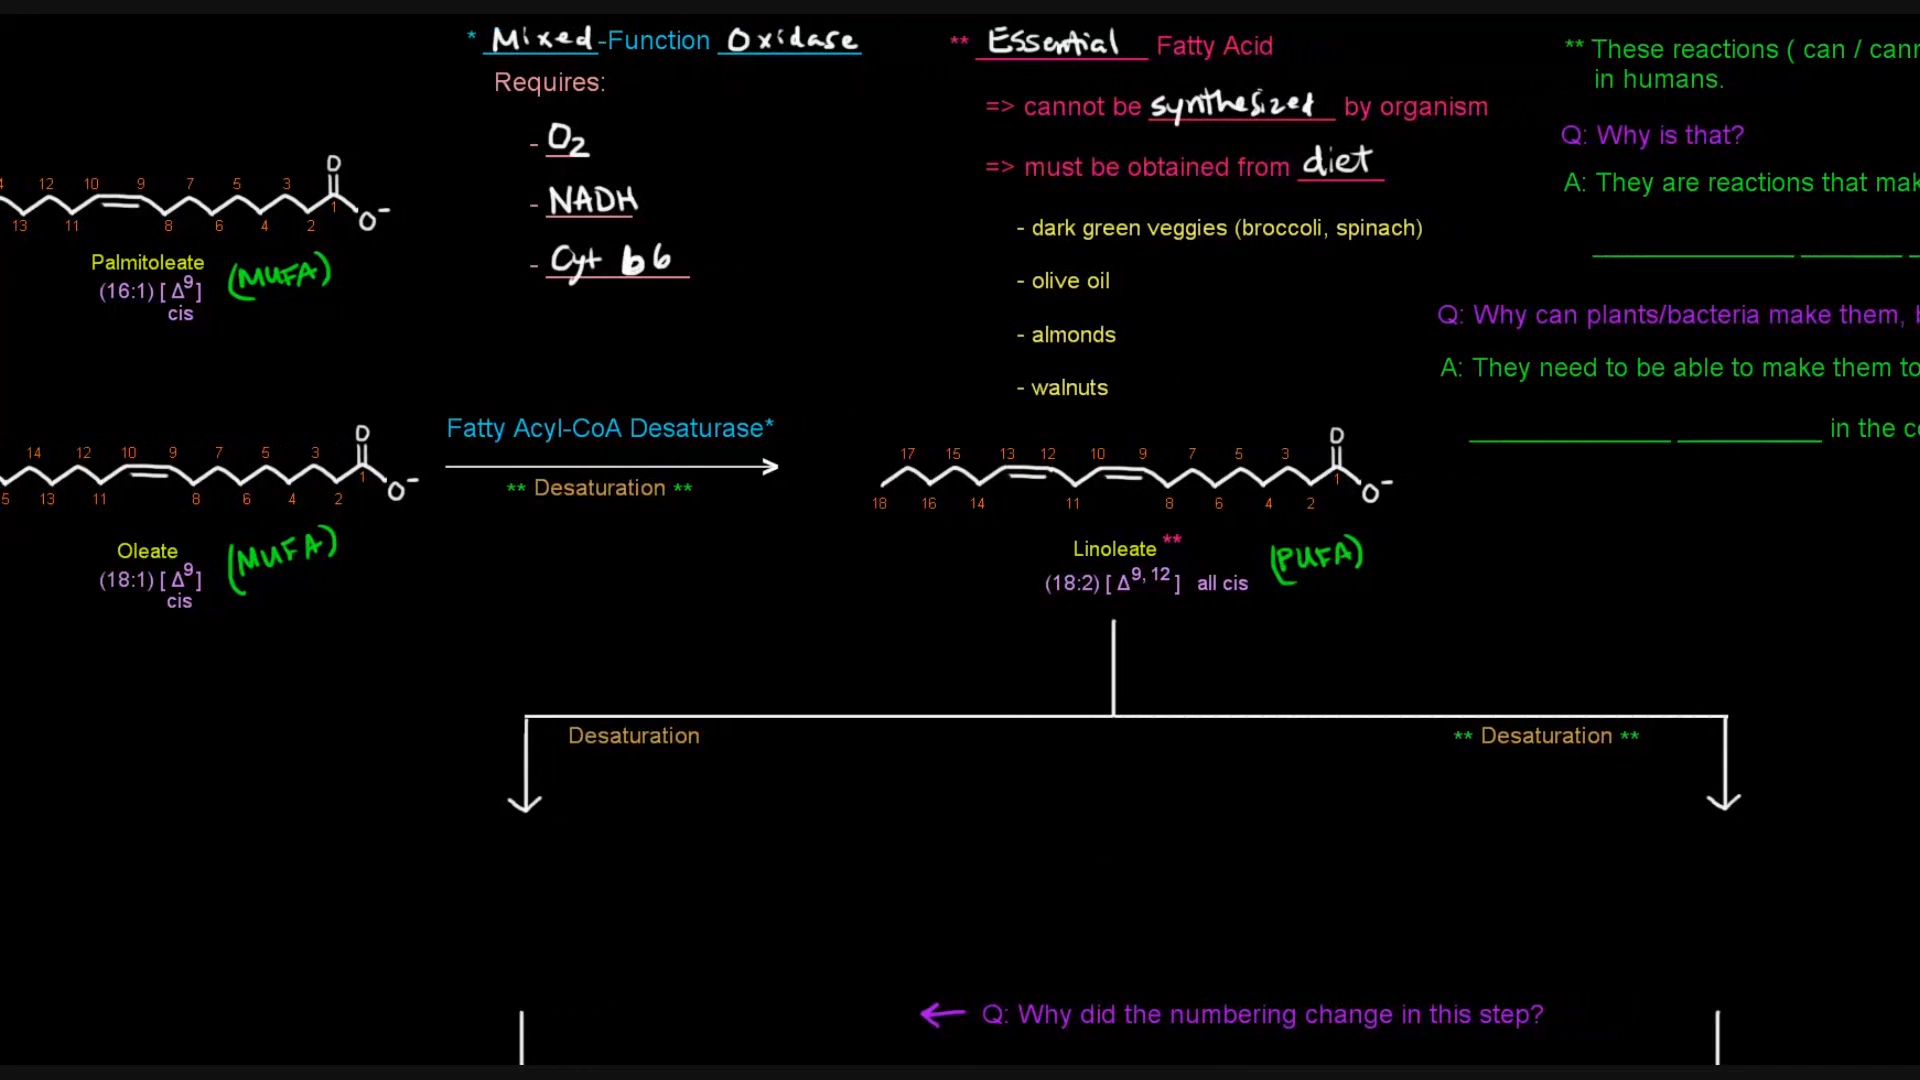 * Mixed-Function Oxidase
Requires:
- O2
- NADH
- Cyt b6
** Essential Fatty Acid
=> cannot be synthesized by organism
=> must be obtained from diet
- dark green veggies (broccoli, spinach)
- olive oil
- almonds
- walnuts
** These reactions ( can / cann
in humans.
Q: Why is that?
A: They are reactions that mak
Q: Why can plants/bacteria make them, b
A: They need to be able to make them to
in the co
4 12 10 9 7 5 3 O
13 11 8 6 4 2 1 O-
Palmitoleate (MUFA)
(16:1) [ Δ9]
cis
14 12 10 9 7 5 3 O
5 13 11 8 6 4 2 1 O-
Oleate (MUFA)
(18:1) [ Δ9]
cis
Fatty Acyl-CoA Desaturase*
** Desaturation **
17 15 13 12 10 9 7 5 3 O
18 16 14 11 8 6 4 2 1 O-
Linoleate ** (PUFA)
(18:2) [ Δ9, 12 ] all cis
Desaturation
** Desaturation **
Q: Why did the numbering change in this step?